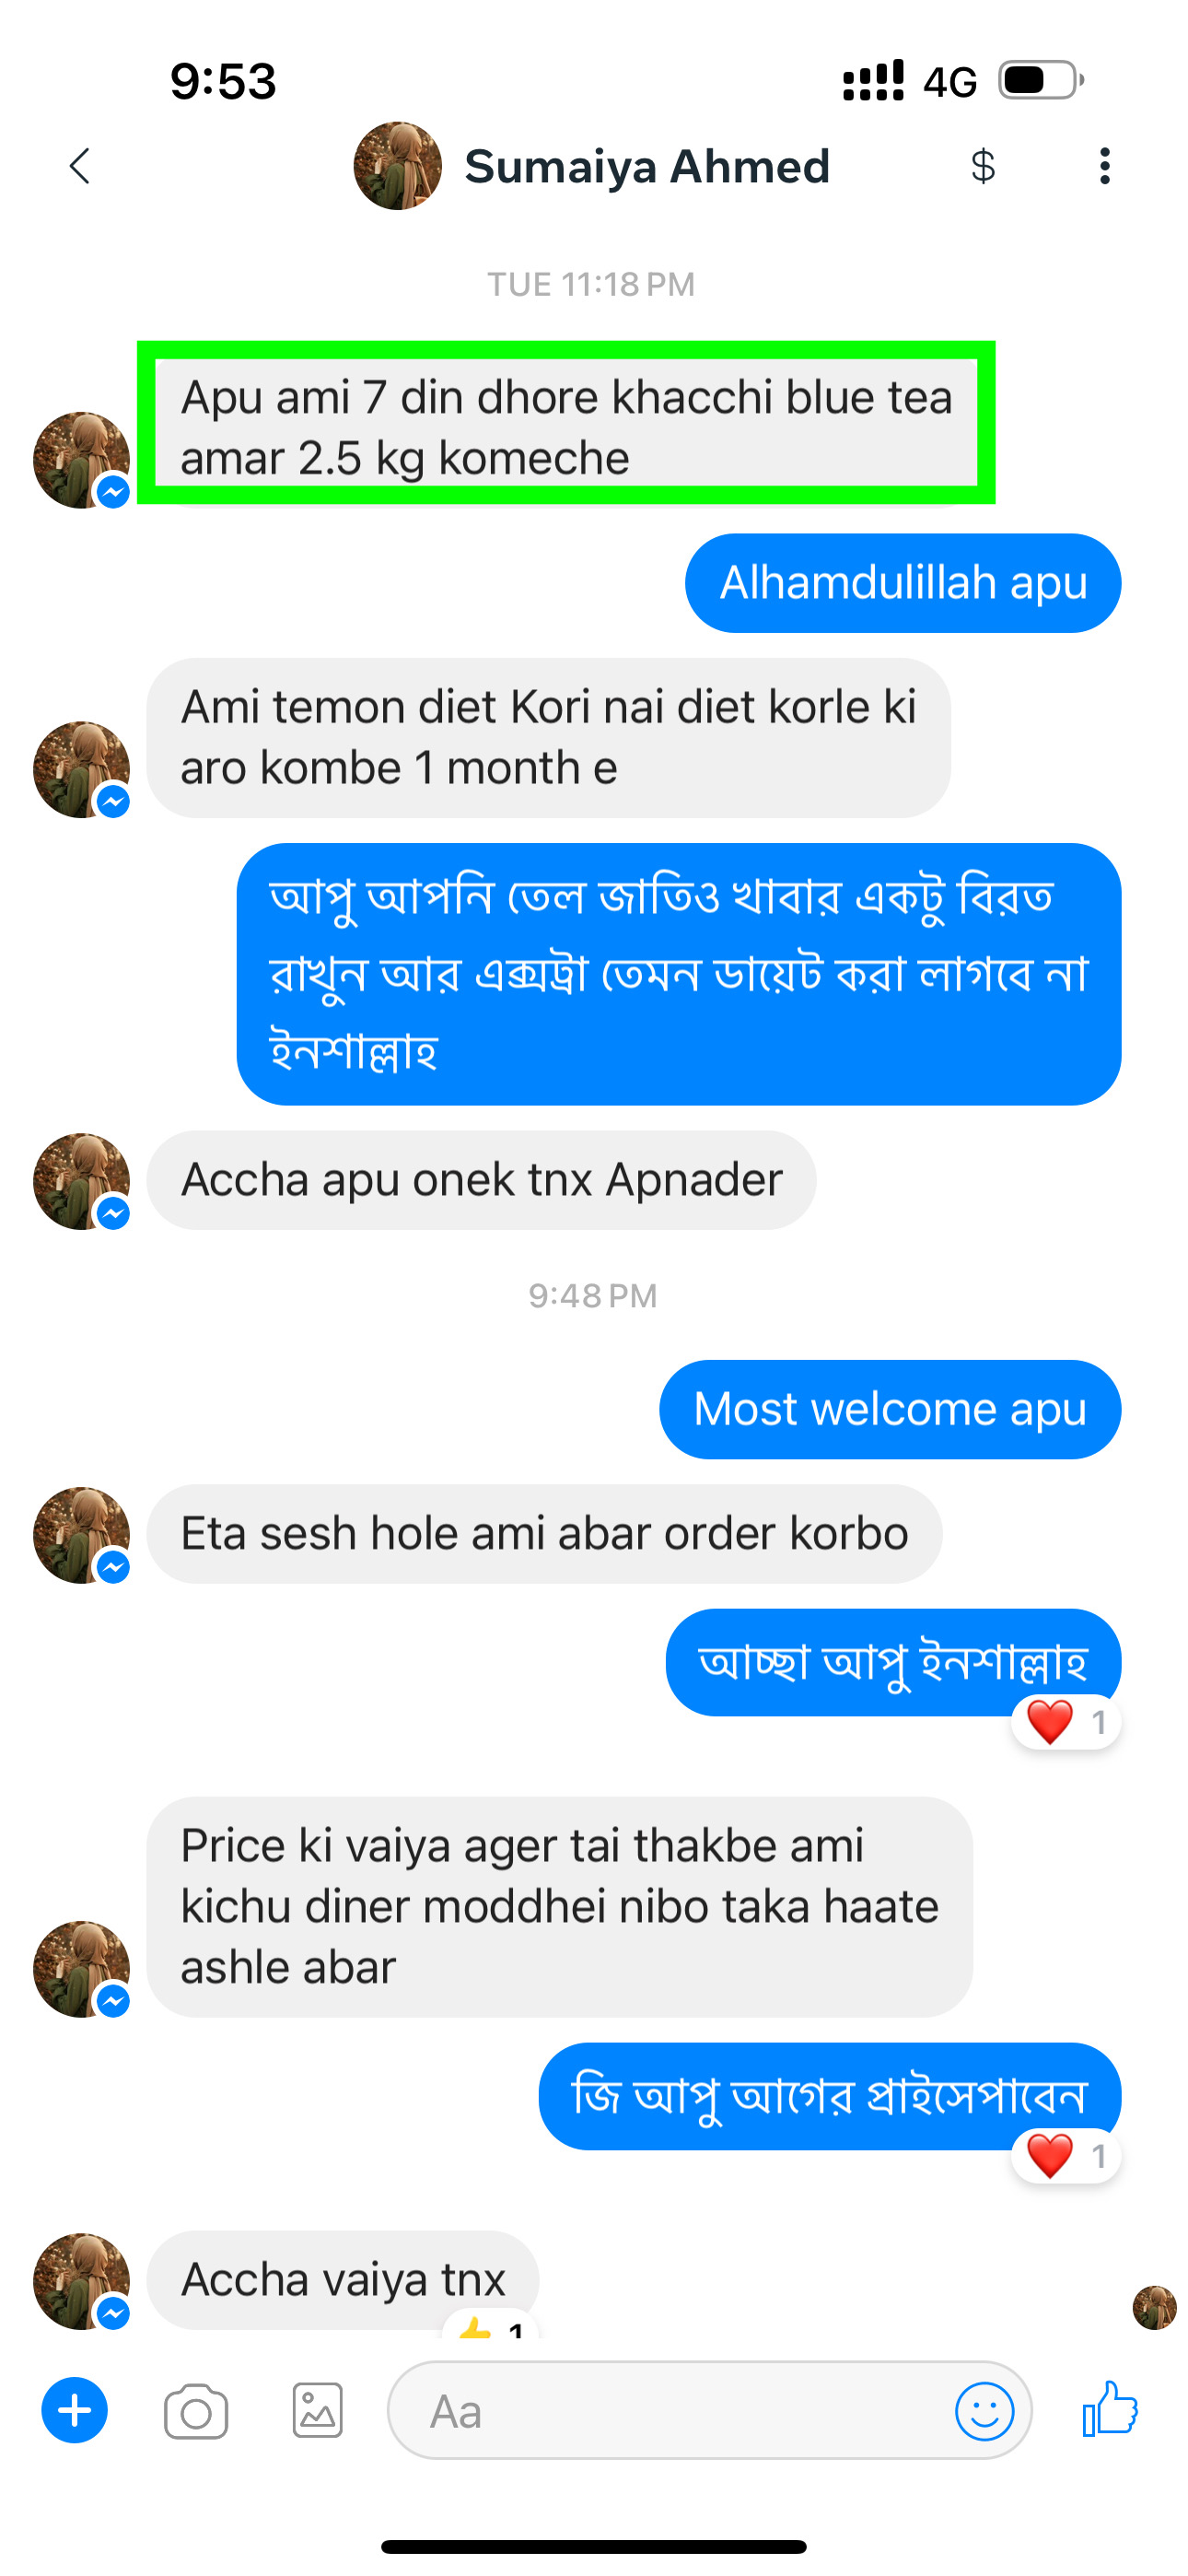 9:53
4G
Sumaiya Ahmed
$
TUE 11:18 PM
Apu ami 7 din dhore khacchi blue tea
amar 2.5 kg komeche
Alhamdulillah apu
Ami temon diet Kori nai diet korle ki
aro kombe 1 month e
আপু আপনি তেল জাতিও খাবার একটু বিরত
রাখুন আর এক্সট্রা তেমন ডায়েট করা লাগবে না
ইনশাল্লাহ
Accha apu onek tnx Apnader
9:48 PM
Most welcome apu
Eta sesh hole ami abar order korbo
আচ্ছা আপু ইনশাল্লাহ
1
Price ki vaiya ager tai thakbe ami
kichu diner moddhei nibo taka haate
ashle abar
জি আপু আগের প্রাইসেপাবেন
1
Accha vaiya tnx
1
Aa